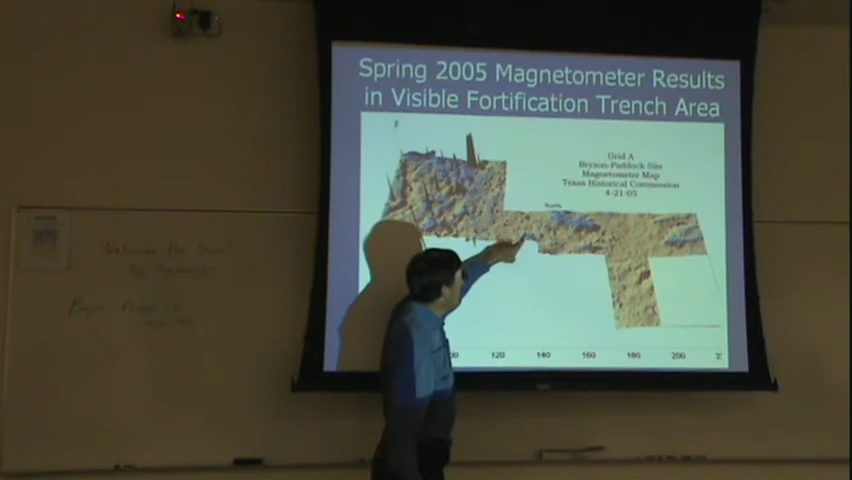 Spring 2005 Magnetometer Results
in Visible Fortification Trench Area
Grid A
Bryson-Paddock Site
Magnetometer Map
Texas Historical Commission
4-21-05
North
120 140 160 180 200